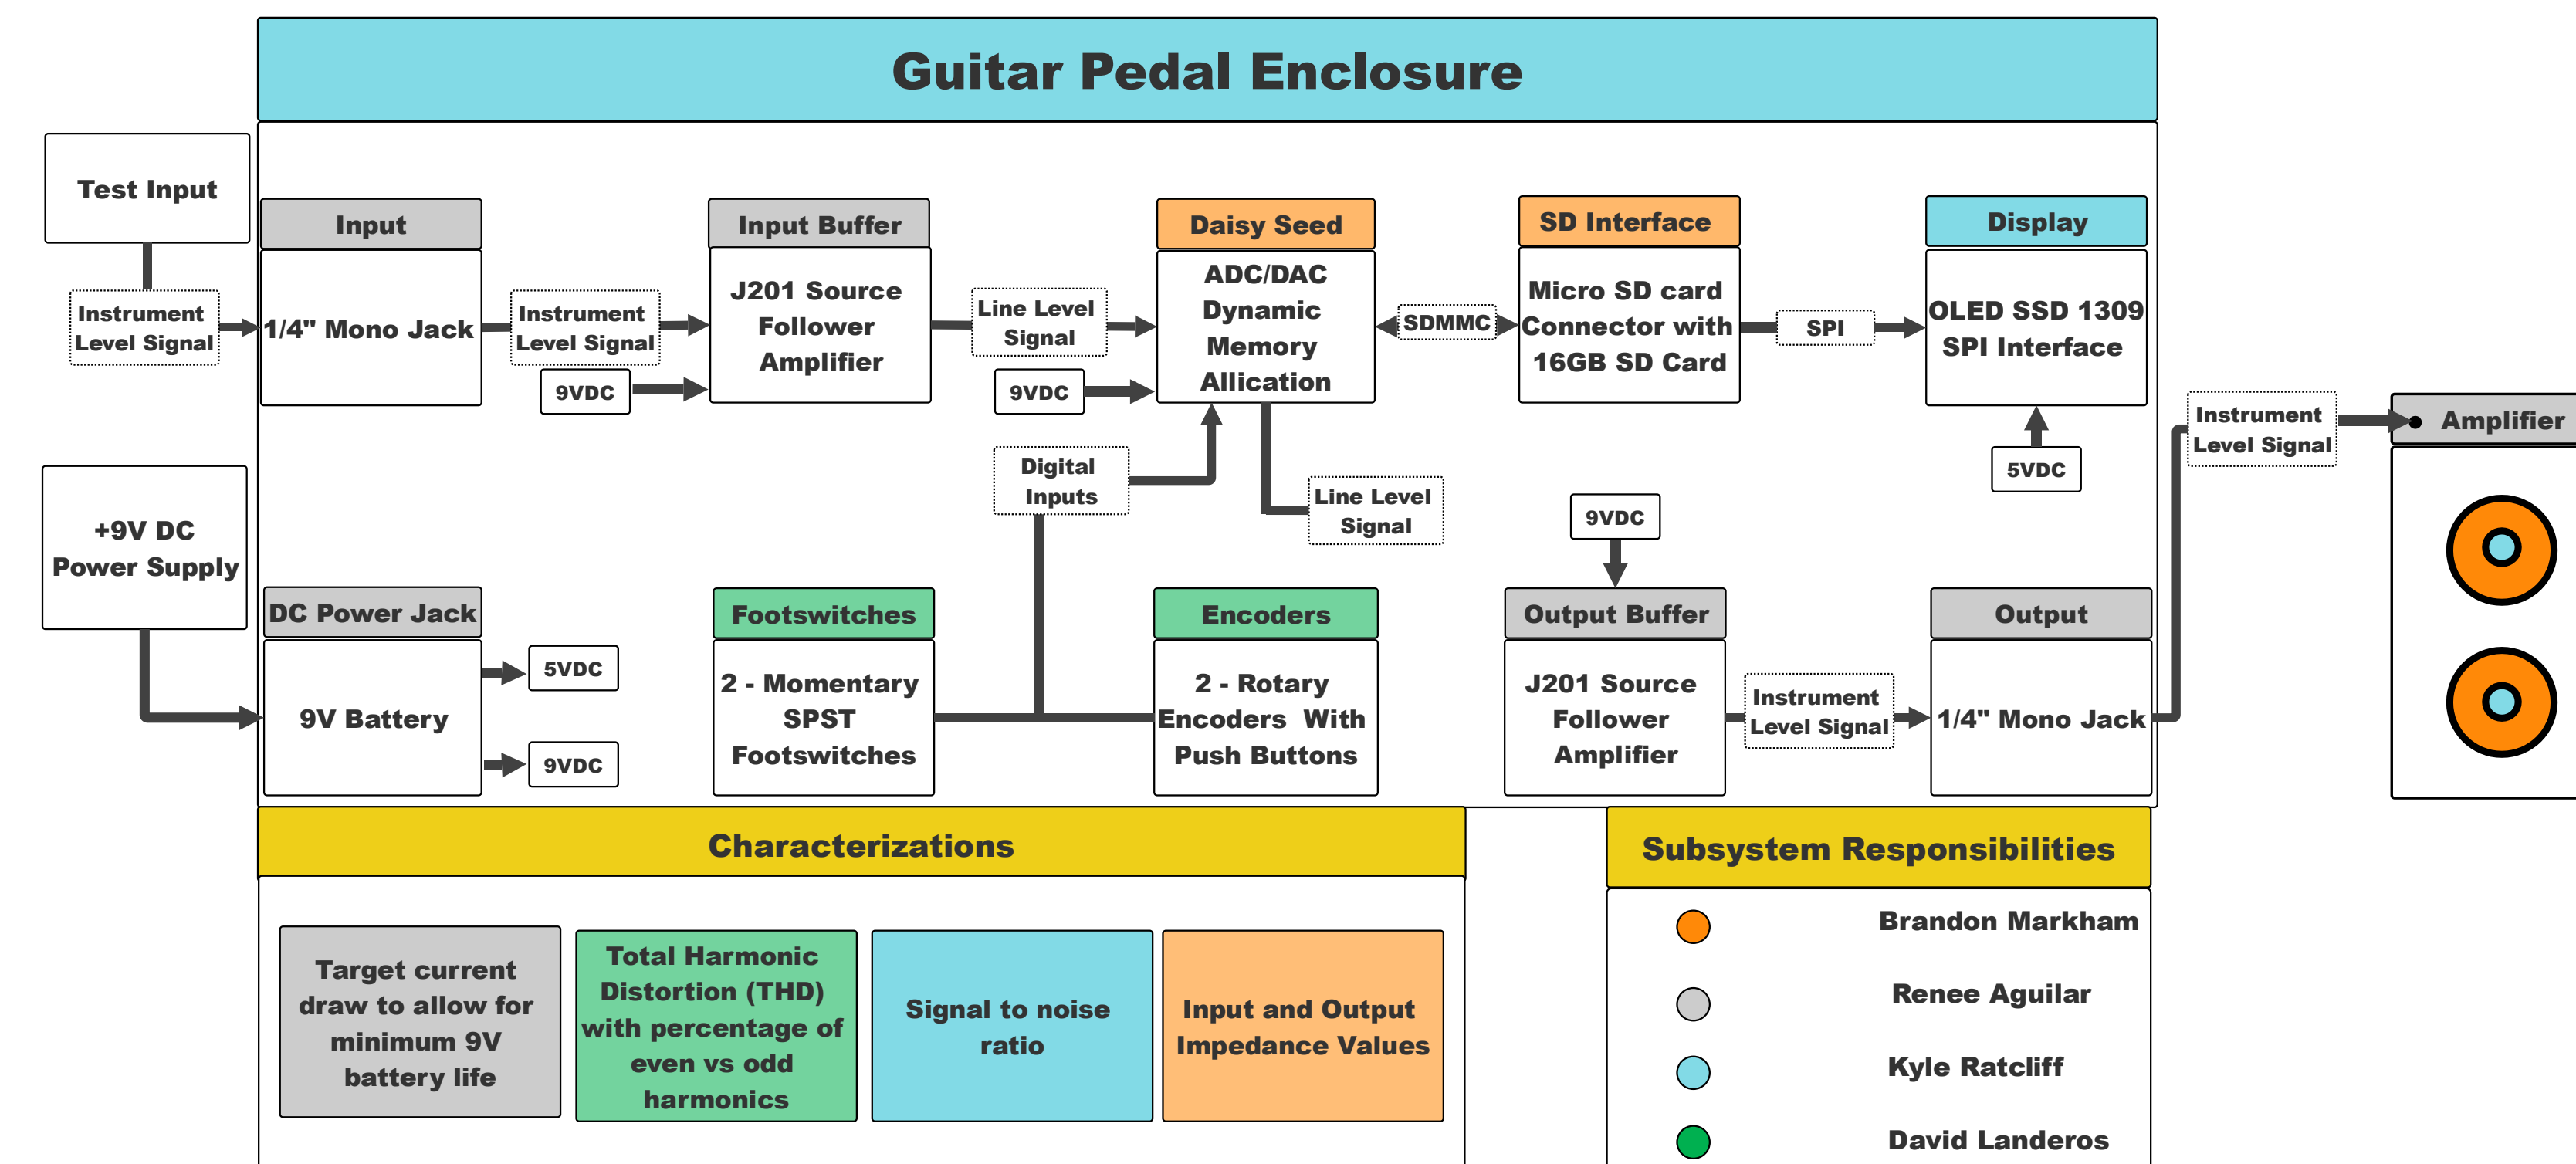 Guitar Pedal Enclosure
Test Input
Instrument
Level Signal
Input
1/4" Mono Jack
Instrument
Level Signal
9VDC
Input Buffer
J201 Source
Follower
Amplifier
Line Level
Signal
9VDC
Daisy Seed
ADC/DAC
Dynamic
Memory
Allication
SDMMC
SD Interface
Micro SD card
Connector with
16GB SD Card
SPI
Display
OLED SSD 1309
SPI Interface
5VDC
Instrument
Level Signal
Amplifier
Digital
Inputs
Line Level
Signal
9VDC
+9V DC
Power Supply
DC Power Jack
9V Battery
5VDC
9VDC
Footswitches
2 - Momentary
SPST
Footswitches
Encoders
2 - Rotary
Encoders With
Push Buttons
Output Buffer
J201 Source
Follower
Amplifier
Instrument
Level Signal
Output
1/4" Mono Jack
Characterizations
Target current
draw to allow for
minimum 9V
battery life
Total Harmonic
Distortion (THD)
with percentage of
even vs odd
harmonics
Signal to noise
ratio
Input and Output
Impedance Values
Subsystem Responsibilities
Brandon Markham
Renee Aguilar
Kyle Ratcliff
David Landeros